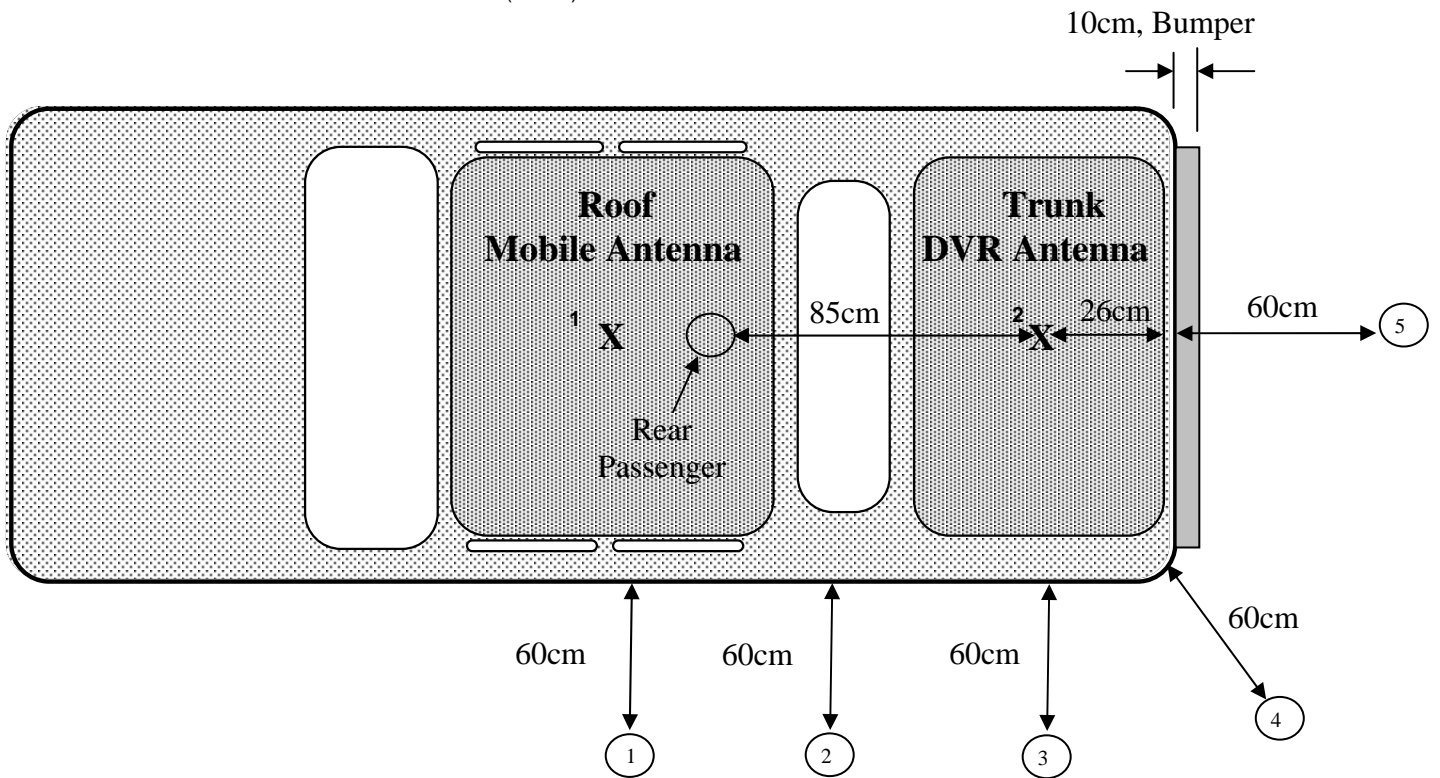 10cm, Bumper
Roof
Mobile Antenna
Trunk
DVR Antenna
1
X
85cm
2
X
26cm
60cm
5
Rear
Passenger
60cm
60cm
60cm
60cm
4
1
2
3